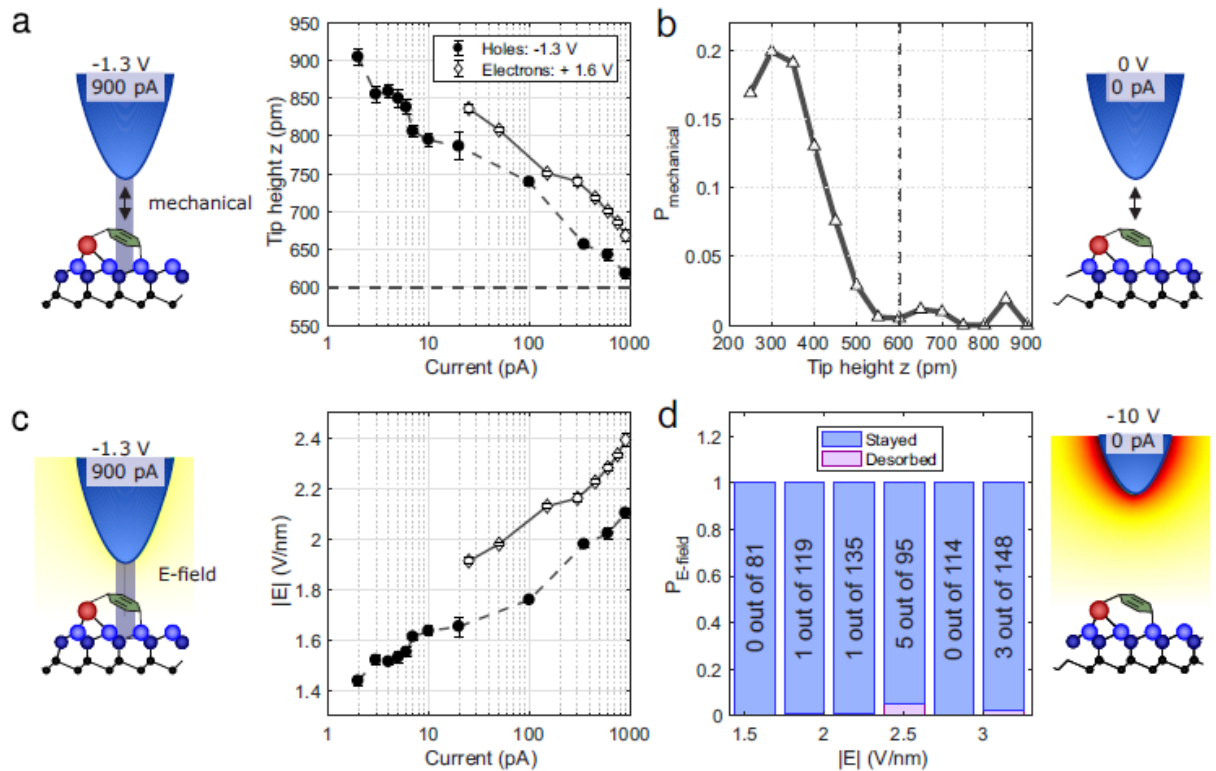 a
-1.3 V
900 pA
mechanical
Tip height z (pm)
950
900
850
800
750
700
650
600
550
Holes: -1.3 V
Electrons: + 1.6 V
1 10 100 1000
Current (pA)
b
P mechanical
0.2
0.15
0.1
0.05
0
200 300 400 500 600 700 800 900
Tip height z (pm)
0 V
0 pA
c
-1.3 V
900 pA
E-field
|E| (V/nm)
2.4
2.2
2
1.8
1.6
1.4
1 10 100 1000
Current (pA)
d
P E-field
1.2
1
0.8
0.6
0.4
0.2
0
Stayed
Desorbed
0 out of 81
1 out of 119
1 out of 135
5 out of 95
0 out of 114
3 out of 148
1.5 2 2.5 3
|E| (V/nm)
-10 V
0 pA